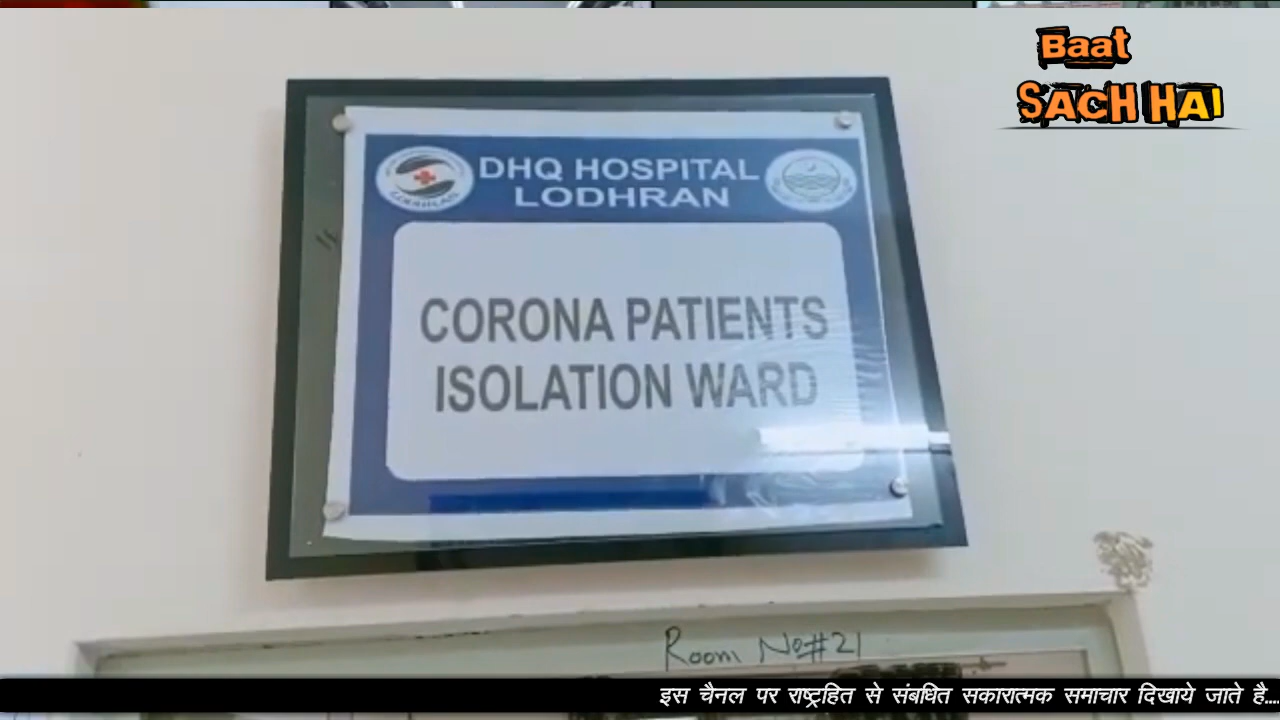 Baat
SACH HAI
DHQ HOSPITAL
LODHRAN
CORONA PATIENTS
ISOLATION WARD
Room No#21
इस चैनल पर राष्ट्रहित से संबधित सकारात्मक समाचार दिखाये जाते है....